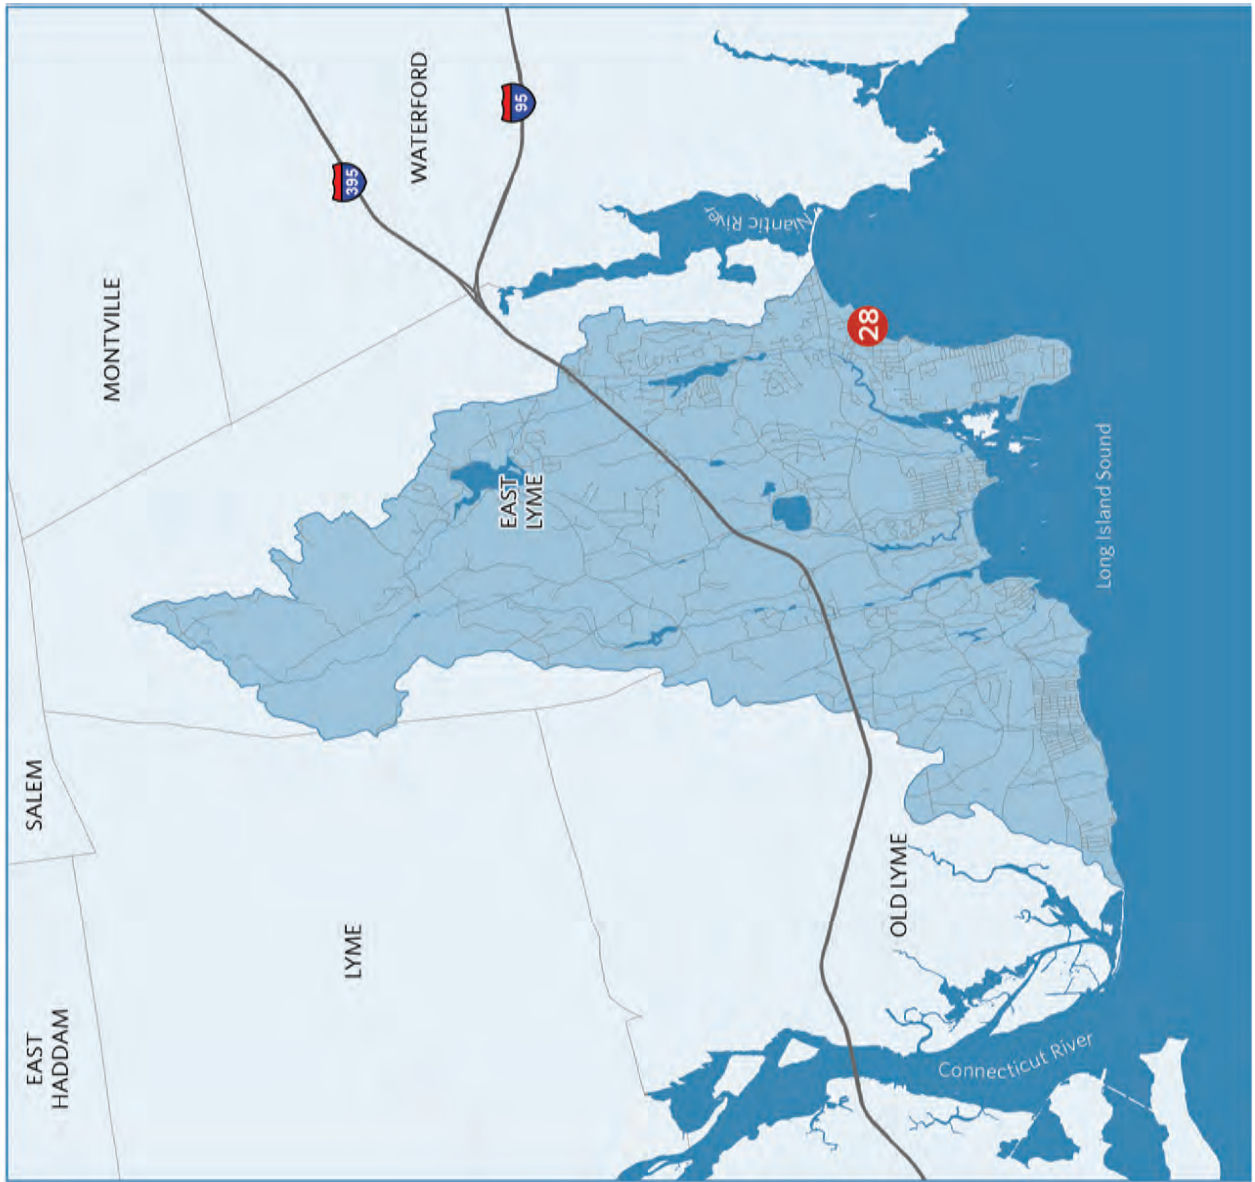 EAST
HADDAM
SALEM
MONTVILLE
LYME
395
WATERFORD
95
EAST
LYME
Niantic River
28
OLD LYME
Connecticut River
Long Island Sound